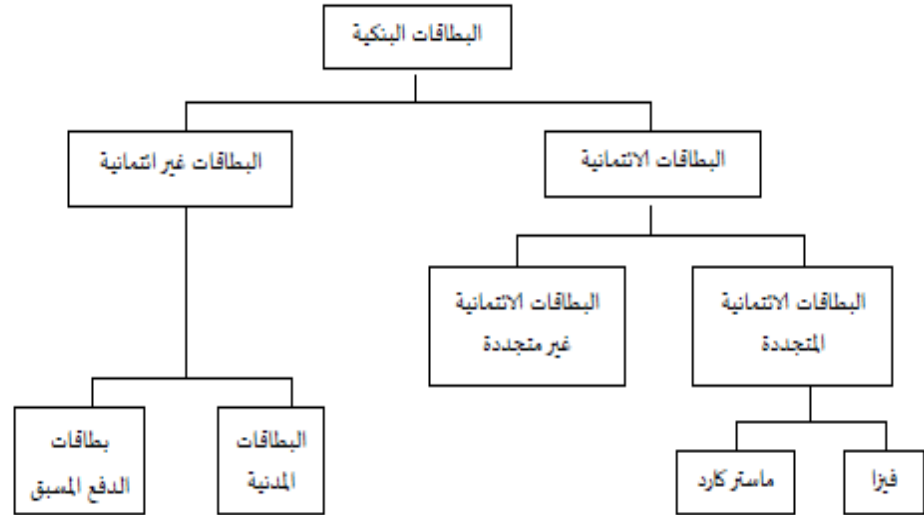 البطاقات البنكية
البطاقات الائتمانية
البطاقات غير ائتمانية
البطاقات الائتمانية
المتجددة
البطاقات الائتمانية
غير متجددة
فيزا
ماستر كارد
البطاقات
المدنية
بطاقات
الدفع المسبق